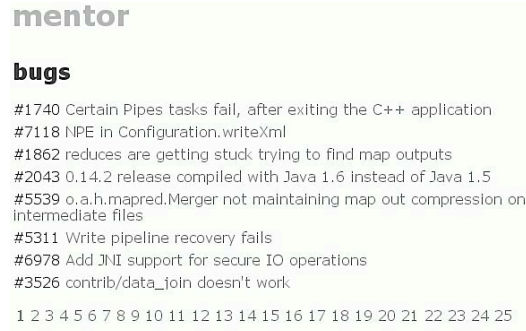 mentor
bugs
#1740 Certain Pipes tasks fail, after exiting the C++ application
#7118 NPE in Configuration.writeXml
#1862 reduces are getting stuck trying to find map outputs
#2043 0.14.2 release compiled with Java 1.6 instead of Java 1.5
#5539 o.a.h.mapred.Merger not maintaining map out compression on
intermediate files
#5311 Write pipeline recovery fails
#6978 Add JNI support for secure IO operations
#3526 contrib/data_join doesn't work
1 2 3 4 5 6 7 8 9 10 11 12 13 14 15 16 17 18 19 20 21 22 23 24 25